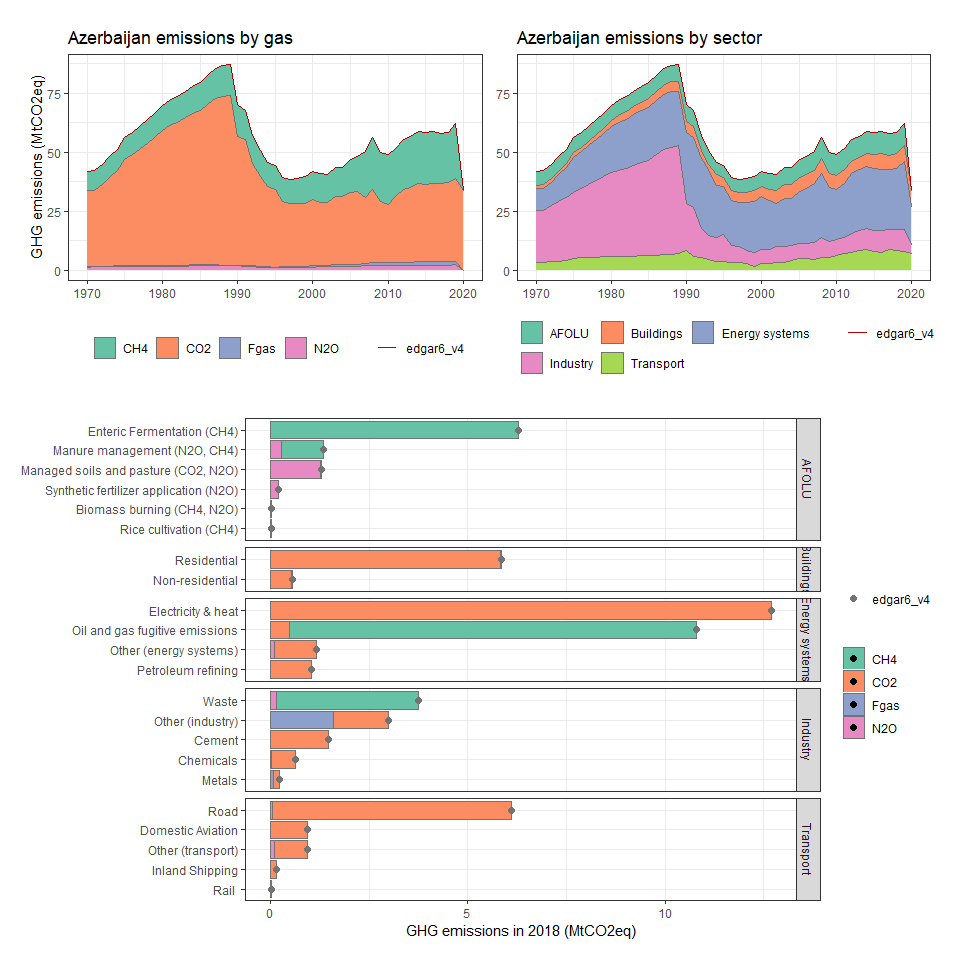 Azerbaijan emissions by gas
GHG emissions (MtCO2eq)
75
50
25
0
1970
1980
1990
2000
2010
2020
CH4
CO2
Fgas
N2O
edgar6_v4
Azerbaijan emissions by sector
75
50
25
0
1970
1980
1990
2000
2010
2020
AFOLU
Buildings
Energy systems
edgar6_v4
Industry
Transport
Enteric Fermentation (CH4)
Manure management (N2O, CH4)
Managed soils and pasture (CO2, N2O)
Synthetic fertilizer application (N2O)
Biomass burning (CH4, N2O)
Rice cultivation (CH4)
AFOLU
Residential
Non-residential
Buildings
Electricity & heat
Oil and gas fugitive emissions
Other (energy systems)
Petroleum refining
Energy systems
Waste
Other (industry)
Cement
Chemicals
Metals
Industry
Road
Domestic Aviation
Other (transport)
Inland Shipping
Rail
Transport
0
5
10
GHG emissions in 2018 (MtCO2eq)
edgar6_v4
CH4
CO2
Fgas
N2O